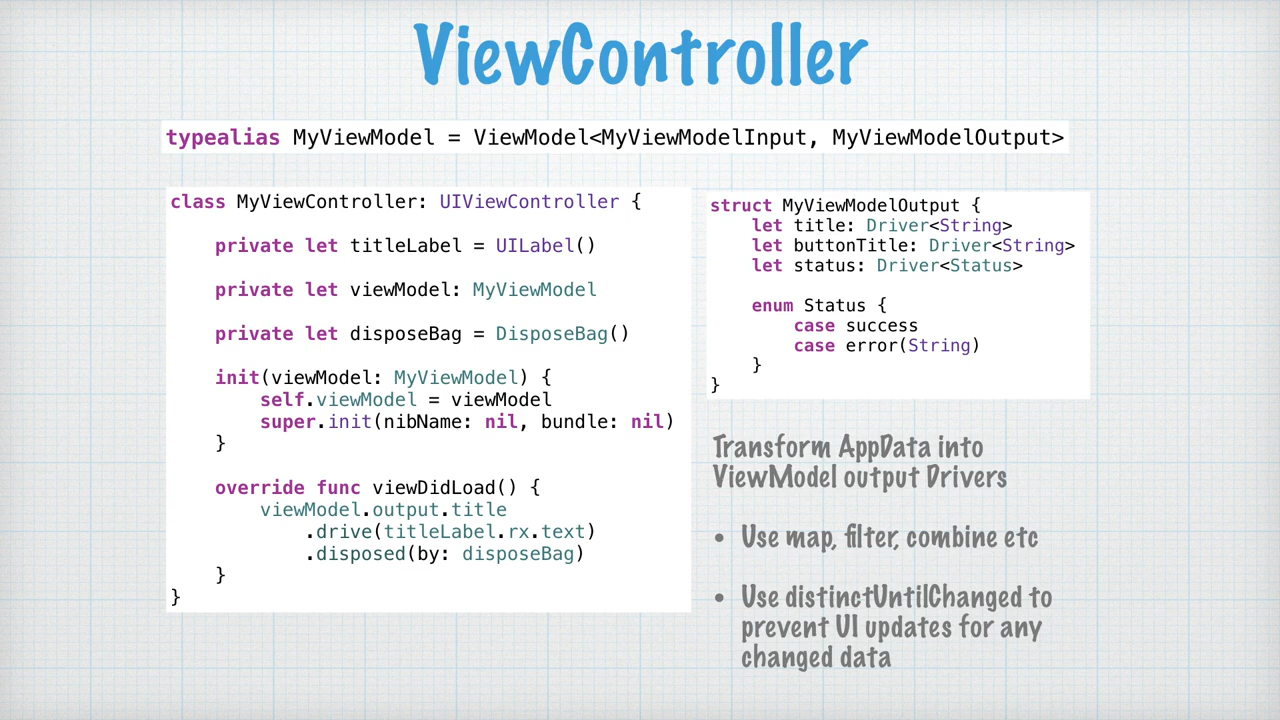 ViewController
typealias MyViewModel = ViewModel<MyViewModelInput, MyViewModelOutput>
class MyViewController: UIViewController {
private let titleLabel = UILabel()
private let viewModel: MyViewModel
private let disposeBag = DisposeBag()
init(viewModel: MyViewModel) {
self.viewModel = viewModel
super.init(nibName: nil, bundle: nil)
}
override func viewDidLoad() {
viewModel.output.title
.drive(titleLabel.rx.text)
.disposed(by: disposeBag)
}
}
struct MyViewModelOutput {
let title: Driver<String>
let buttonTitle: Driver<String>
let status: Driver<Status>
enum Status {
case success
case error(String)
}
}
Transform AppData into
ViewModel output Drivers
• Use map, filter, combine etc
• Use distinctUntilChanged to
prevent UI updates for any
changed data